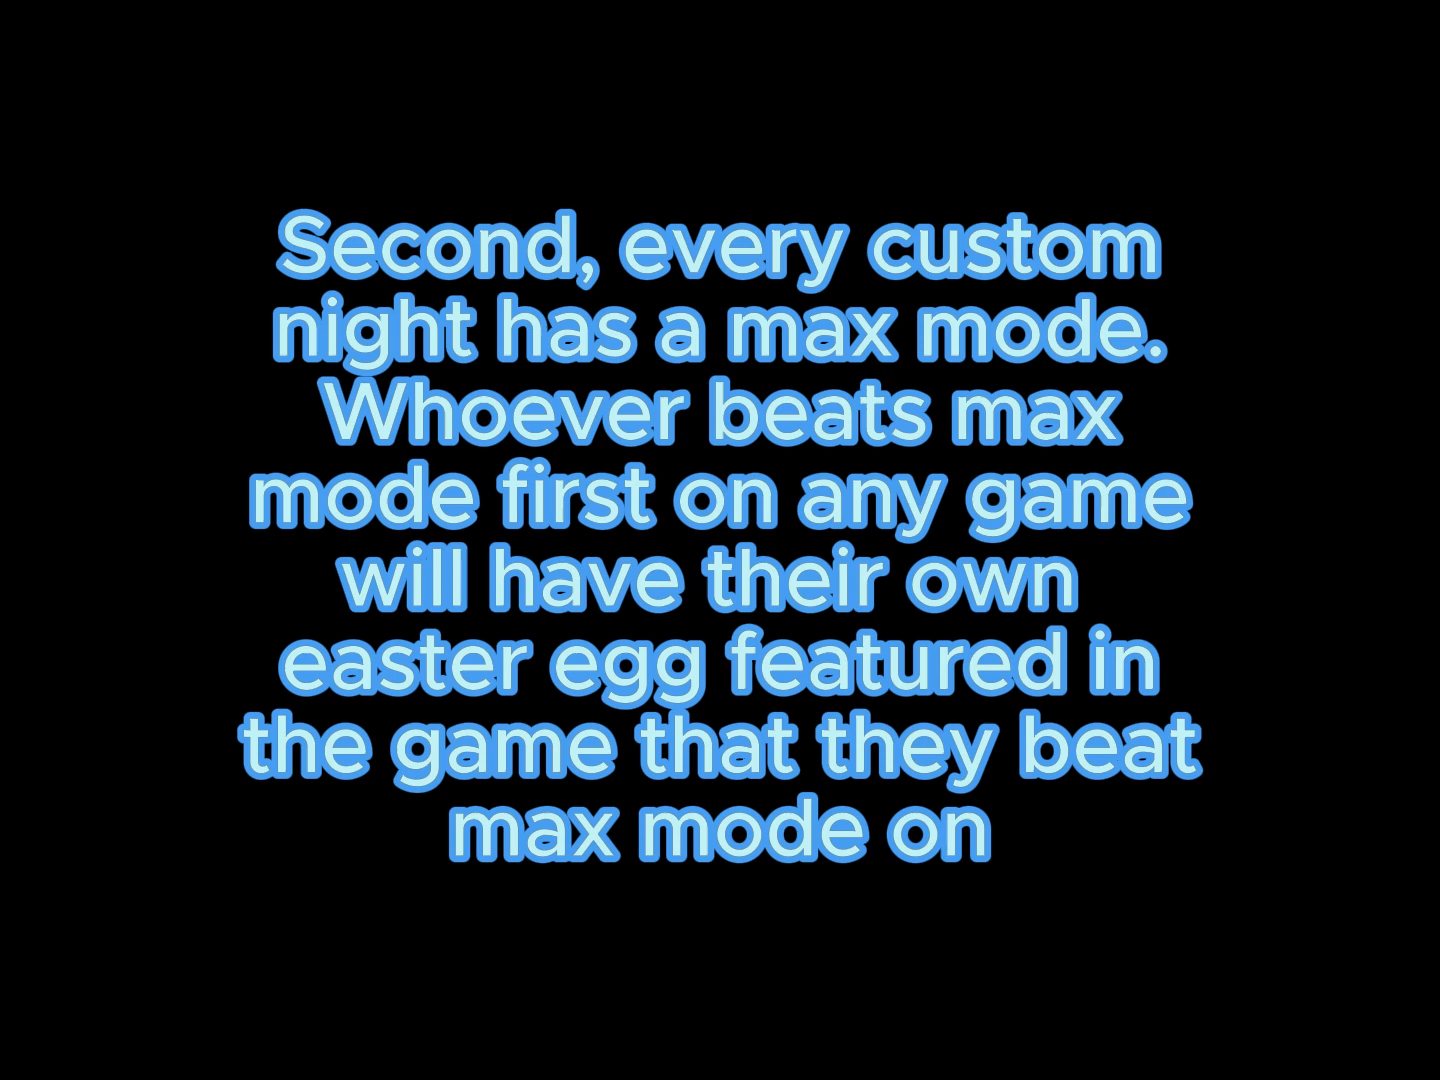 Second, every custom
night has a max mode.
Whoever beats max
mode first on any game
will have their own
easter egg featured in
the game that they beat
max mode on